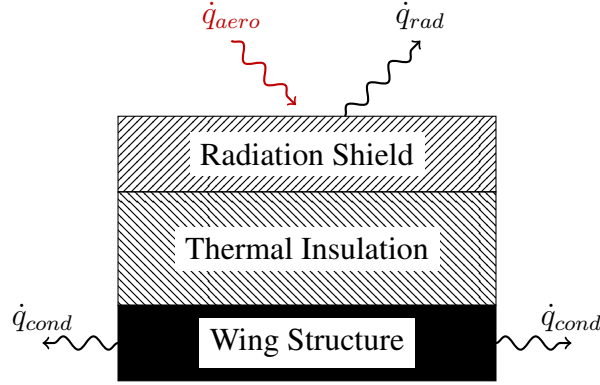 q̇_aero q̇_rad
Radiation Shield
Thermal Insulation
q̇_cond q̇_cond
Wing Structure